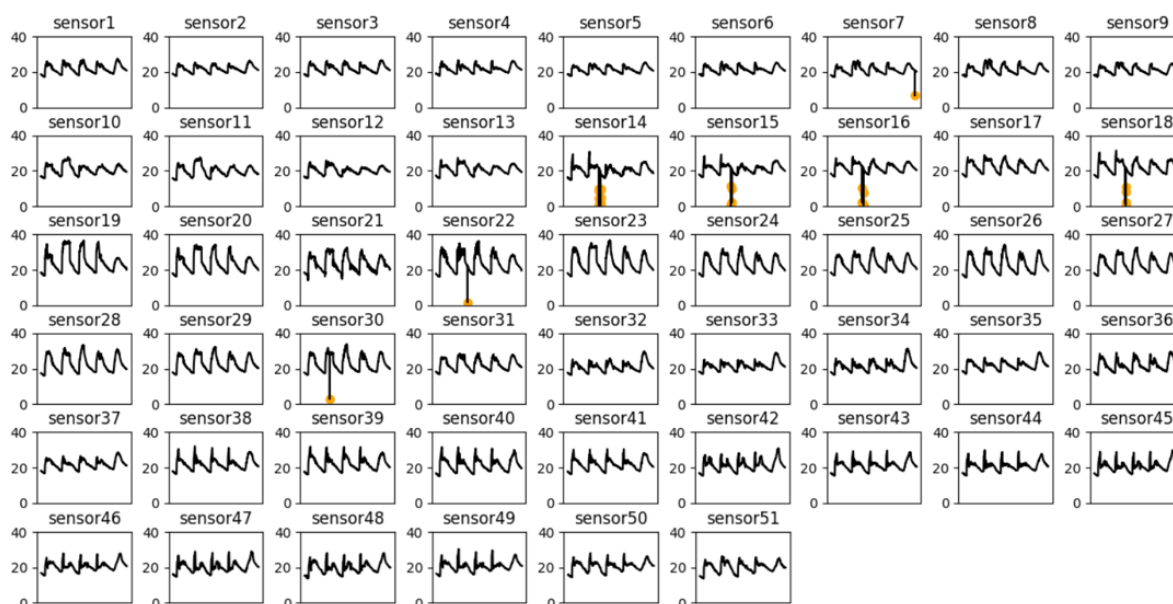 sensor1 sensor2 sensor3 sensor4 sensor5 sensor6 sensor7 sensor8 sensor9
40 40 40 40 40 40 40 40 40
20 20 20 20 20 20 20 20 20
0 0 0 0 0 0 0 0 0
sensor10 sensor11 sensor12 sensor13 sensor14 sensor15 sensor16 sensor17 sensor18
40 40 40 40 40 40 40 40 40
20 20 20 20 20 20 20 20 20
0 0 0 0 0 0 0 0 0
sensor19 sensor20 sensor21 sensor22 sensor23 sensor24 sensor25 sensor26 sensor27
40 40 40 40 40 40 40 40 40
20 20 20 20 20 20 20 20 20
0 0 0 0 0 0 0 0 0
sensor28 sensor29 sensor30 sensor31 sensor32 sensor33 sensor34 sensor35 sensor36
40 40 40 40 40 40 40 40 40
20 20 20 20 20 20 20 20 20
0 0 0 0 0 0 0 0 0
sensor37 sensor38 sensor39 sensor40 sensor41 sensor42 sensor43 sensor44 sensor45
40 40 40 40 40 40 40 40 40
20 20 20 20 20 20 20 20 20
0 0 0 0 0 0 0 0 0
sensor46 sensor47 sensor48 sensor49 sensor50 sensor51
40 40 40 40 40 40
20 20 20 20 20 20
0 0 0 0 0 0